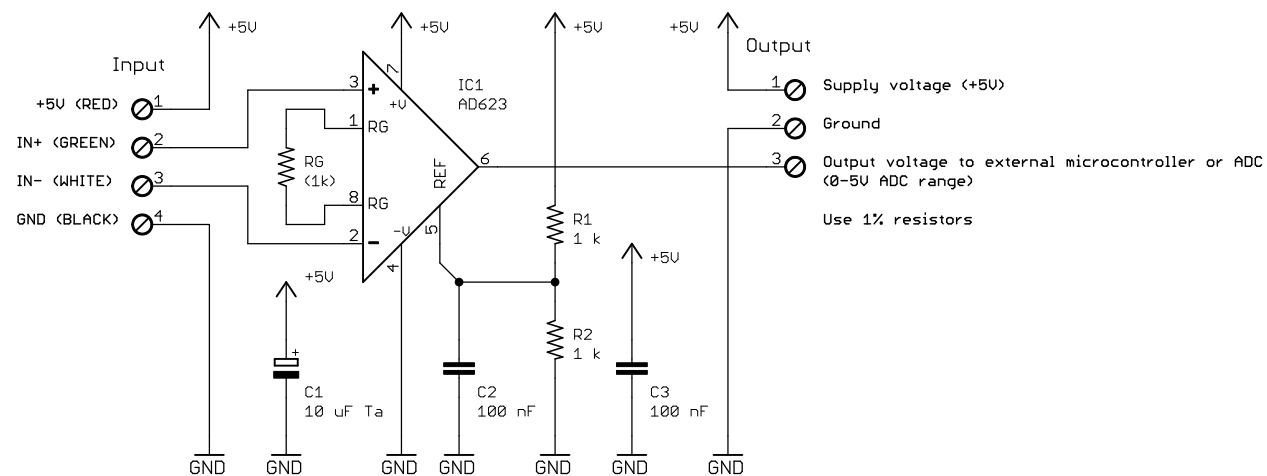 +5V
+5V
+5V
Output
Input
+5V (RED)
1
IN+ (GREEN)
2
IN- (WHITE)
3
GND (BLACK)
4
3
+
7
+V
IC1
AD623
1
RG
RG
(1k)
8
RG
REF
6
2
-
-V
4
5
R1
1 k
R2
1 k
+5V
+
C1
10 uF Ta
C2
100 nF
+5V
C3
100 nF
1
Supply voltage (+5V)
2
Ground
3
Output voltage to external microcontroller or ADC
(0-5V ADC range)
Use 1% resistors
GND
GND
GND
GND
GND
GND
GND